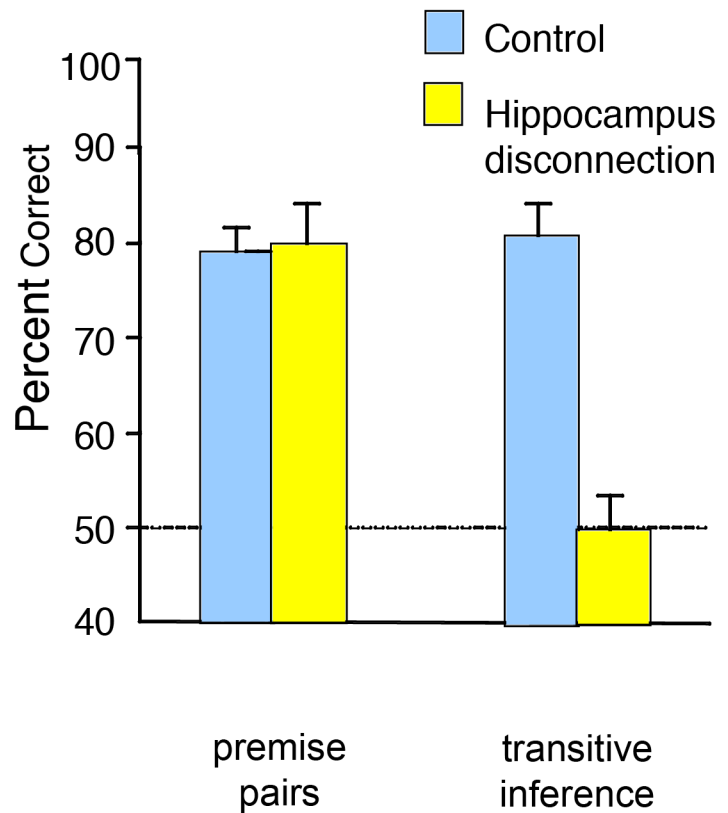 Control
Hippocampus
disconnection
Percent Correct
100
90
80
70
60
50
40
premise
pairs
transitive
inference